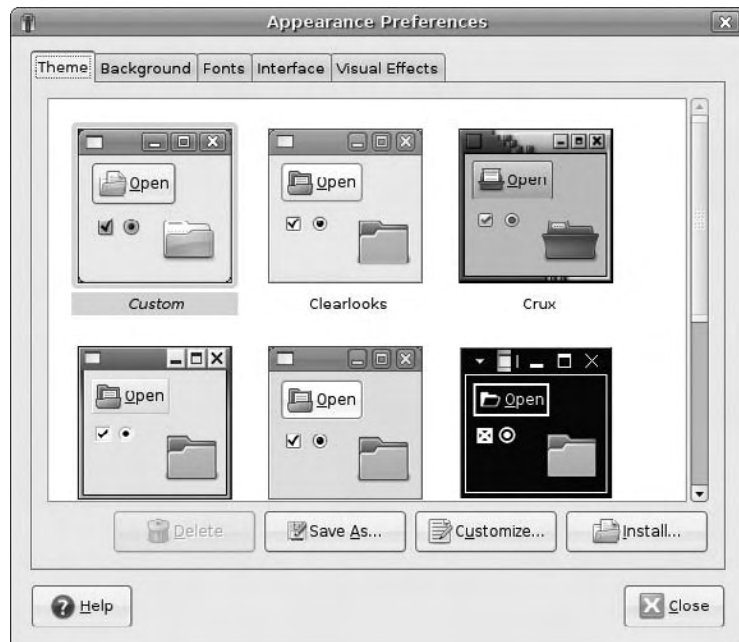 Appearance Preferences
Theme Background Fonts Interface Visual Effects
Open Open Open
Custom Clearlooks Crux
Open Open Open
Delete Save As... Customize... Install...
Help Close